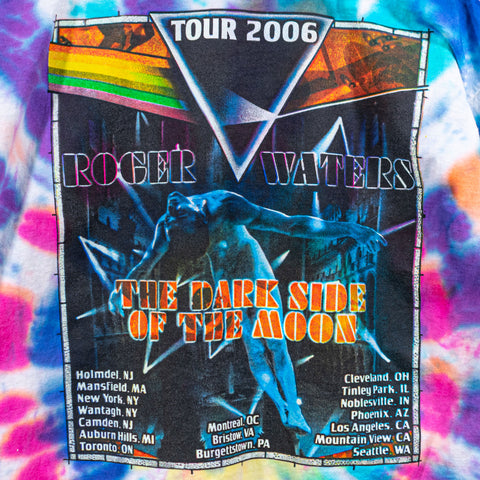 TOUR 2006
ROGER WATERS
THE DARK SIDE
OF THE MOON
Holmdel, NJ
Mansfield, MA
New York, NY
Wantagh, NY
Camden, NJ
Auburn Hills, MI
Toronto, ON
Montreal, QC
Bristow, VA
Burgettstown, PA
Cleveland, OH
Tinley Park, IL
Noblesville, IN
Phoenix, AZ
Los Angeles, CA
Mountain View, CA
Seattle, WA